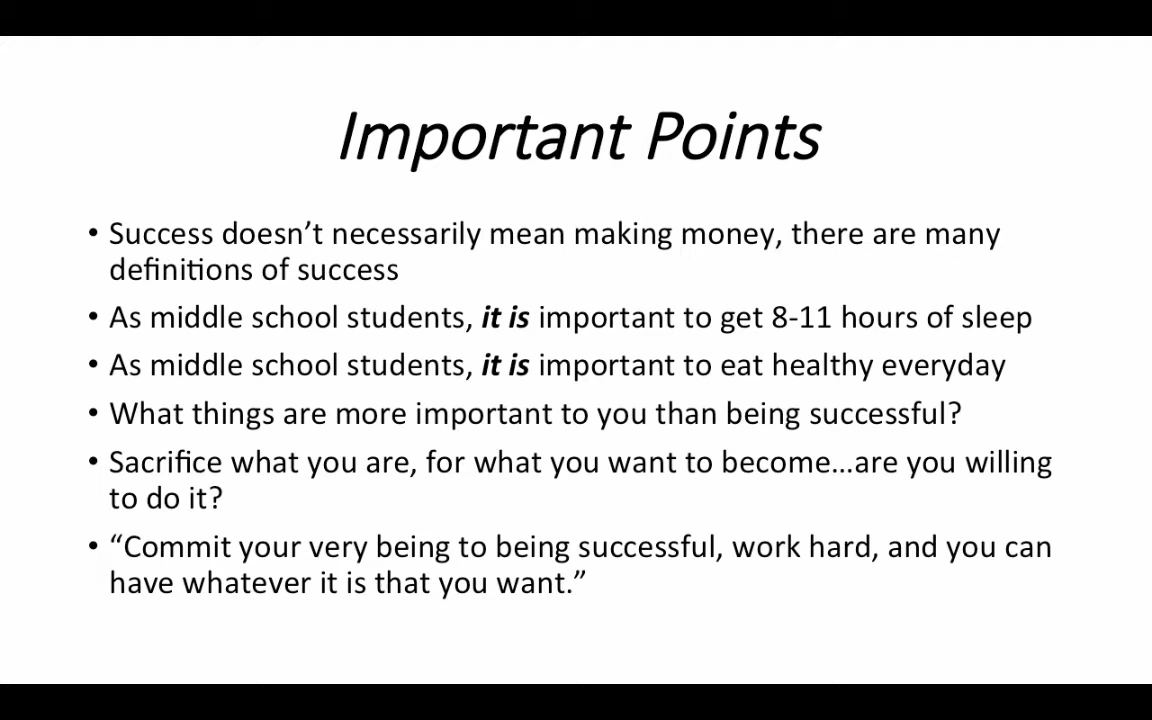 Important Points
• Success doesn’t necessarily mean making money, there are many
definitions of success
• As middle school students, it is important to get 8-11 hours of sleep
• As middle school students, it is important to eat healthy everyday
• What things are more important to you than being successful?
• Sacrifice what you are, for what you want to become…are you willing
to do it?
• “Commit your very being to being successful, work hard, and you can
have whatever it is that you want.”